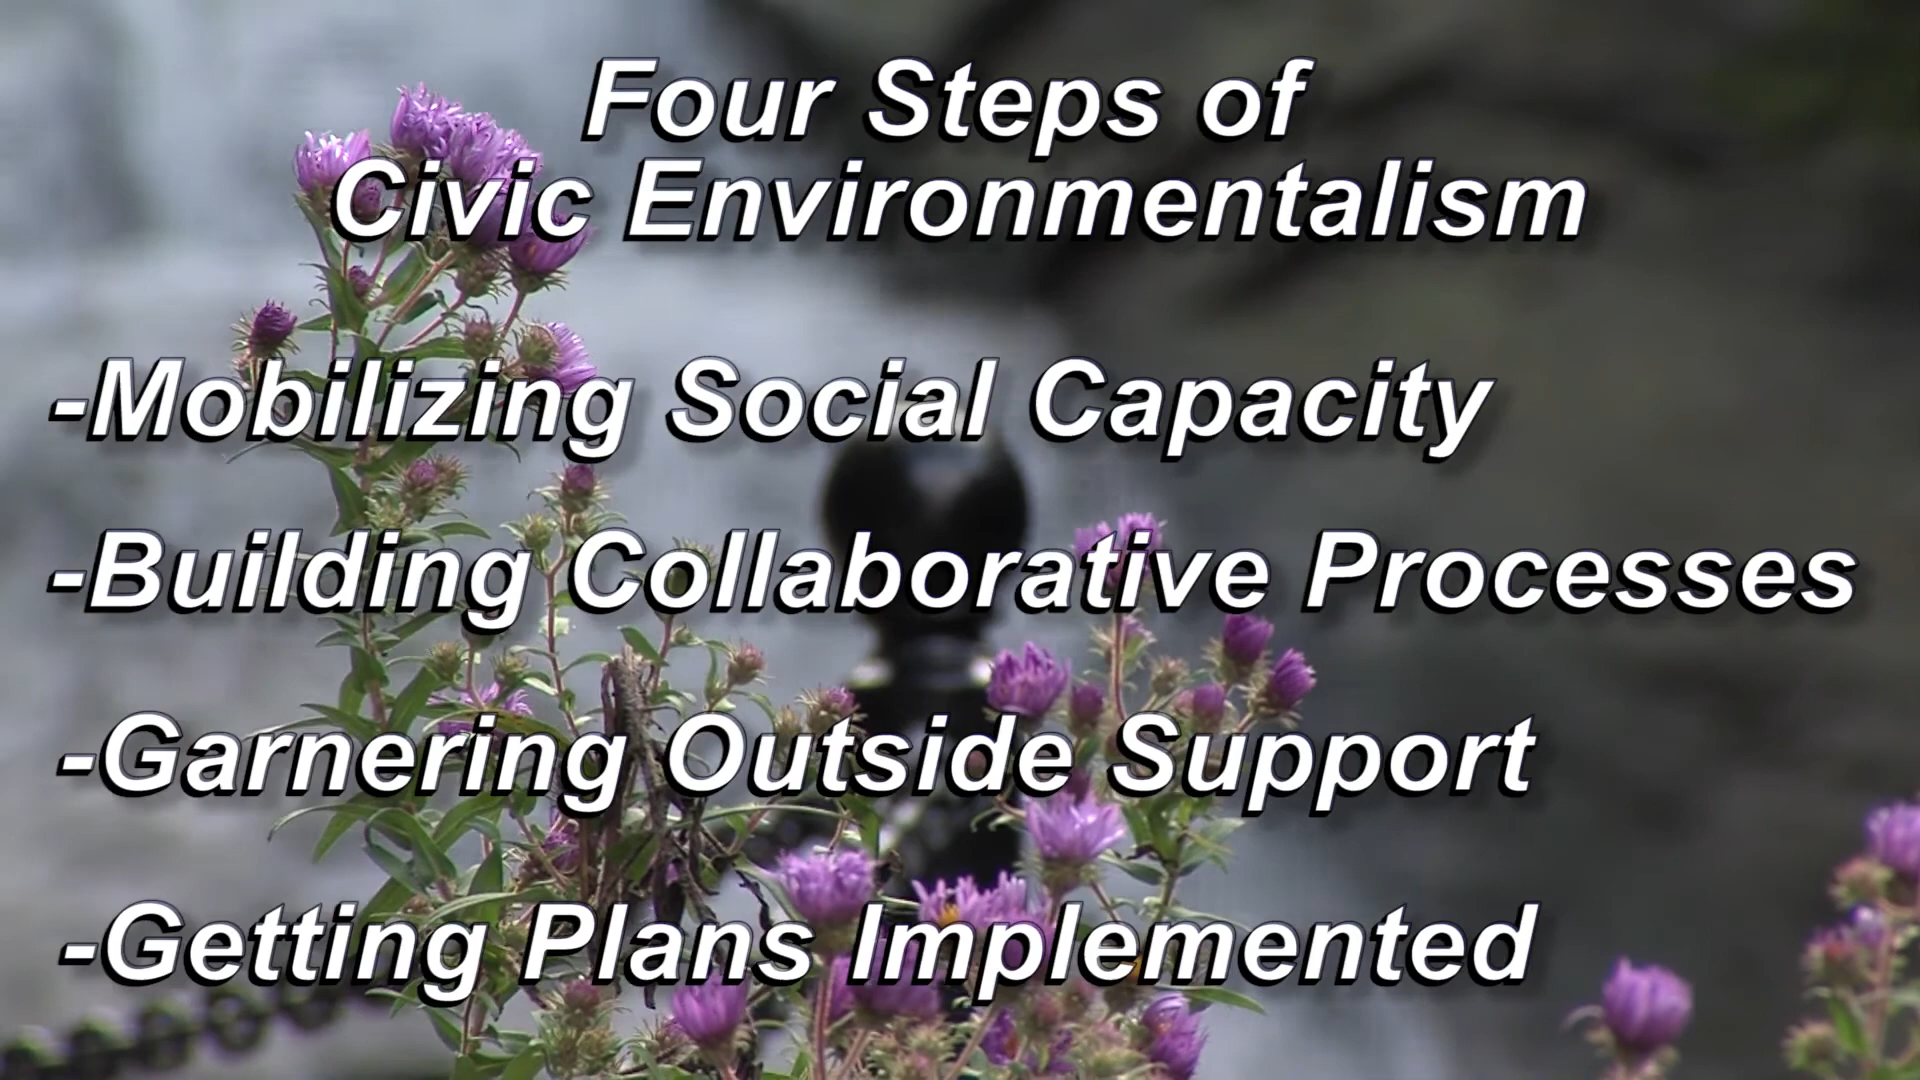 Four Steps of
Civic Environmentalism
-Mobilizing Social Capacity
-Building Collaborative Processes
-Garnering Outside Support
-Getting Plans Implemented